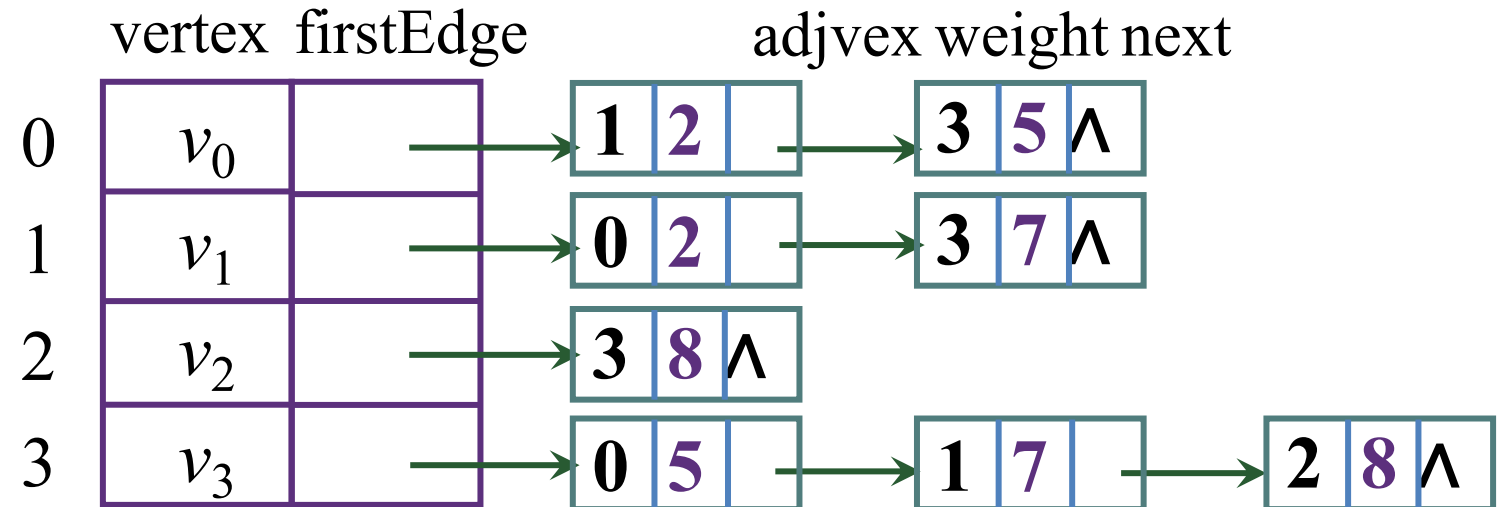 vertex firstEdge adjvex weight next
0 v0 1 2 3 5 ∧
1 v1 0 2 3 7 ∧
2 v2 3 8 ∧
3 v3 0 5 1 7 2 8 ∧